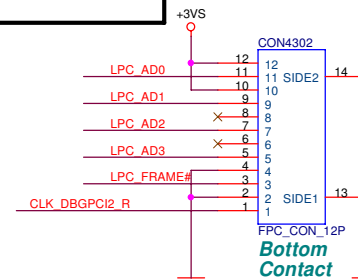 +3VS
CON4302
12 12
LPC_AD0 11 11 SIDE2 14
10 10
LPC_AD1 9 9
8 8
LPC_AD2 7 7
6 6
LPC_AD3 5 5
4 4
LPC_FRAME# 3 3
2 2 SIDE1 13
CLK_DBGPCI2_R 1 1
FPC_CON_12P
Bottom
Contact